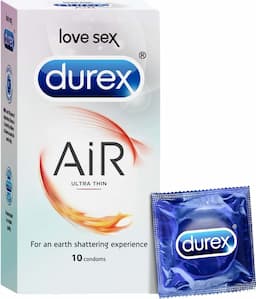 love sex
durex®
AiR
ULTRA THIN
For an earth shattering experience
10 condoms
durex®